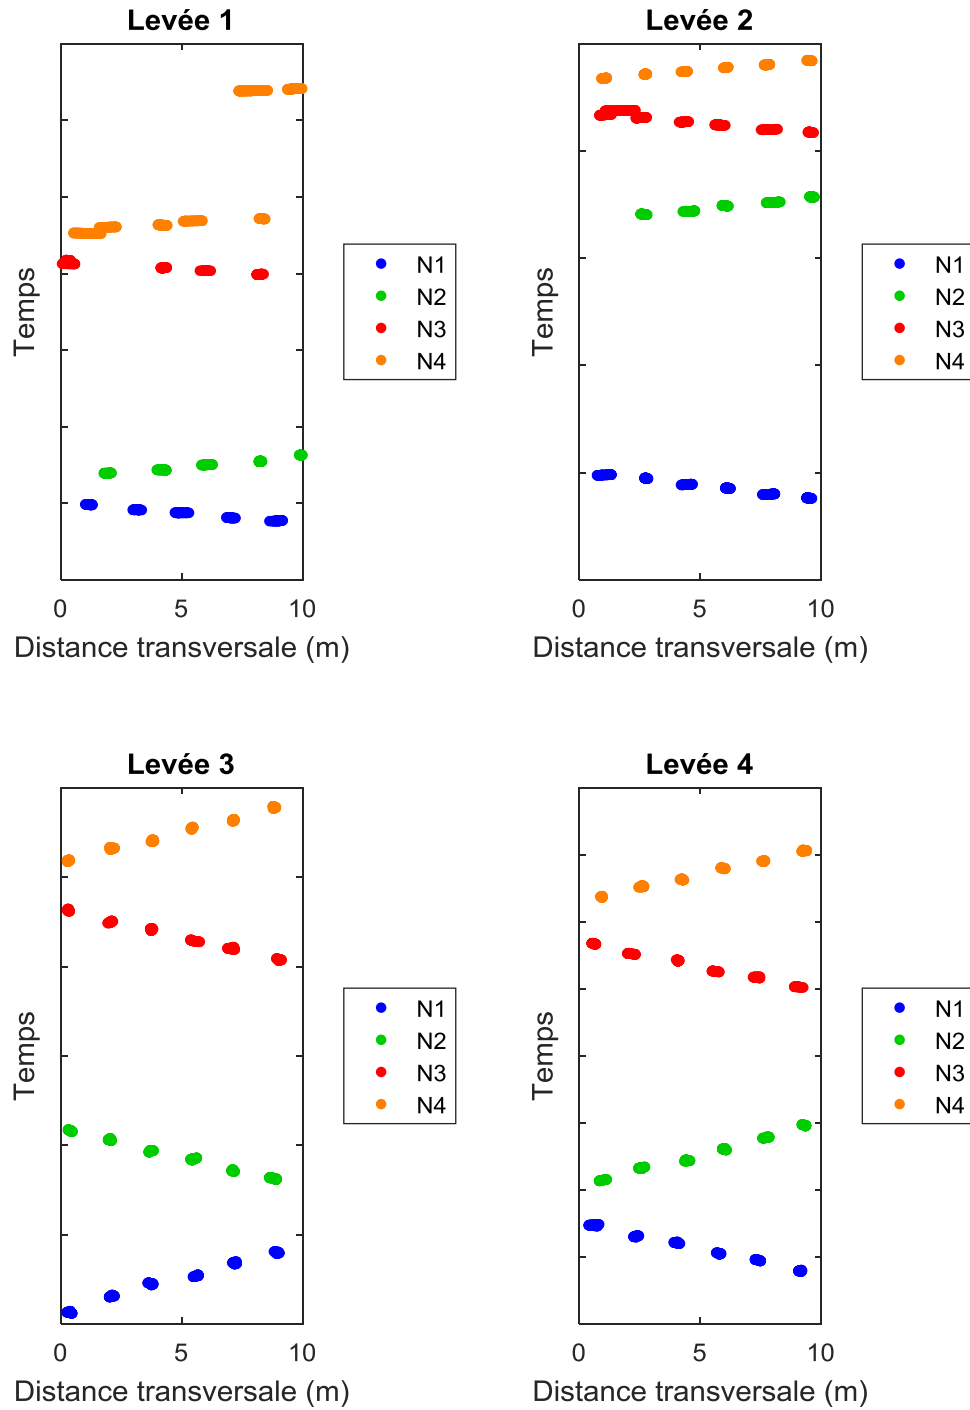 Levée 1
Temps
0 5 10
Distance transversale (m)
N1
N2
N3
N4
Levée 2
Temps
0 5 10
Distance transversale (m)
N1
N2
N3
N4
Levée 3
Temps
0 5 10
Distance transversale (m)
N1
N2
N3
N4
Levée 4
Temps
0 5 10
Distance transversale (m)
N1
N2
N3
N4